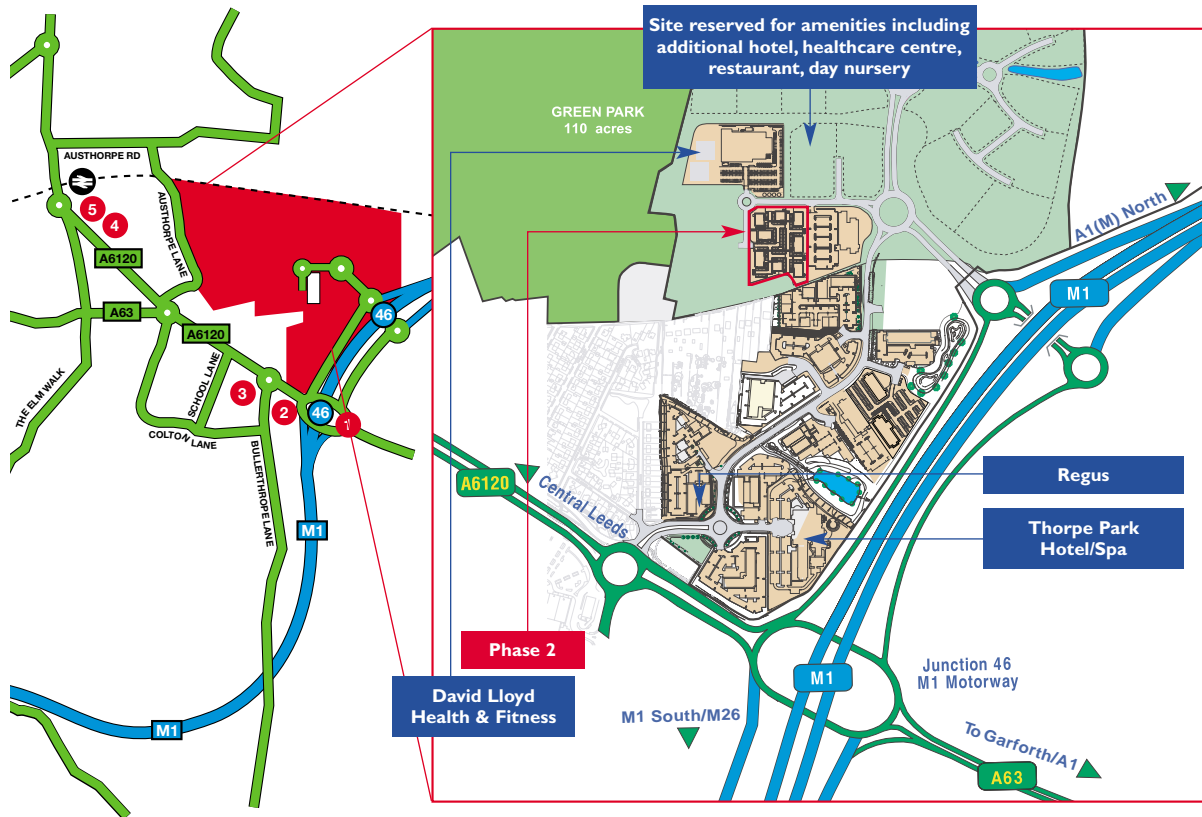 AUSTHORPE RD
5
4
AUSTHORPE LANE
A6120
A63
A6120
46
THE ELM WALK
SCHOOL LANE
3
2
46
1
COLTON LANE
BULLERTHROPE LANE
M1
M1
Site reserved for amenities including
additional hotel, healthcare centre,
restaurant, day nursery
GREEN PARK
110 acres
A1(M) North
M1
A6120
Central Leeds
Regus
Thorpe Park
Hotel/Spa
Phase 2
David Lloyd
Health & Fitness
M1
Junction 46
M1 Motorway
M1 South/M26
To Garforth/A1
A63